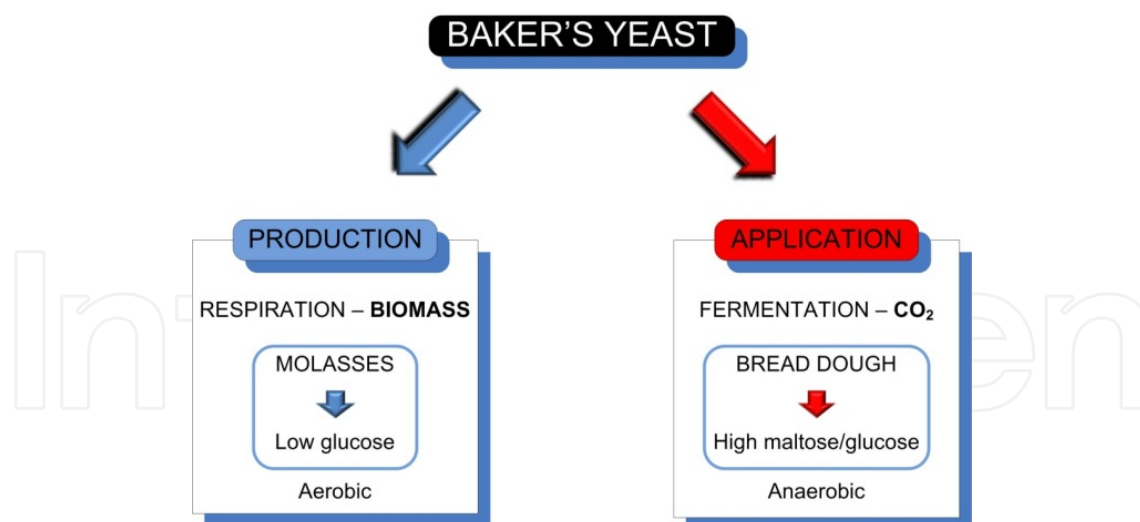 BAKER’S YEAST
PRODUCTION
RESPIRATION – BIOMASS
MOLASSES
Low glucose
Aerobic
APPLICATION
FERMENTATION – CO₂
BREAD DOUGH
High maltose/glucose
Anaerobic